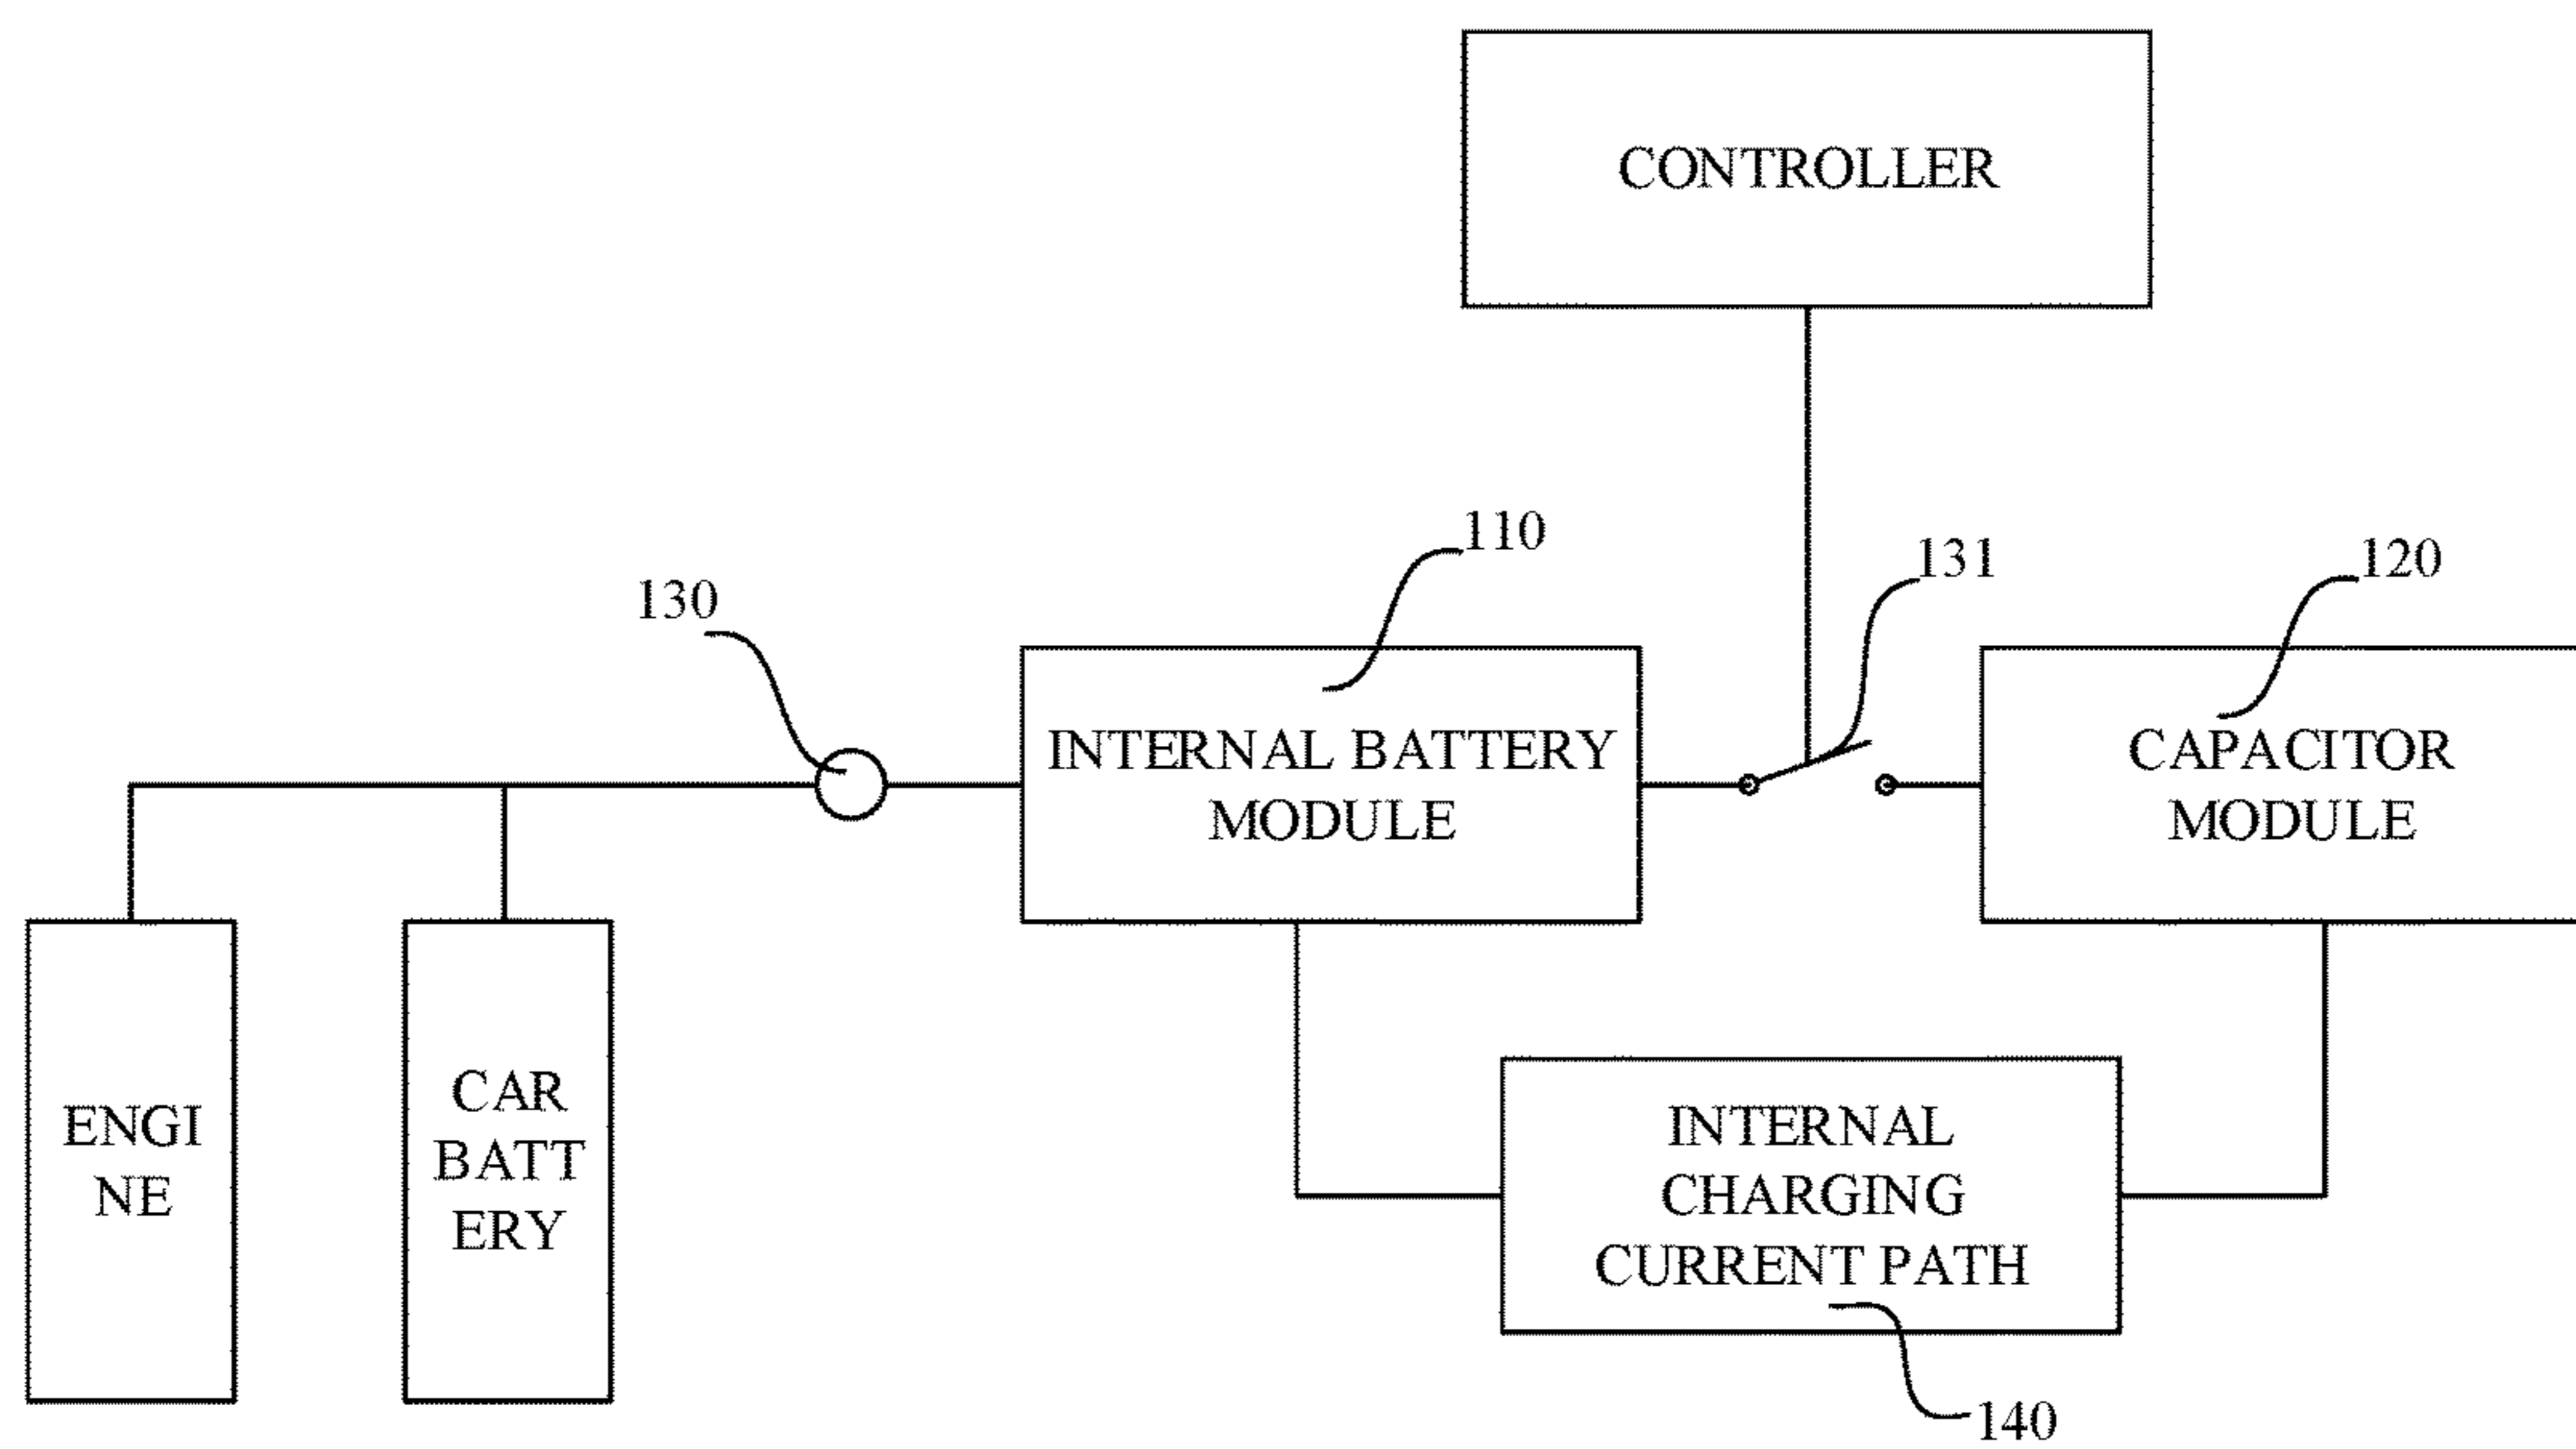 CONTROLLER
110
131
120
130
INTERNAL BATTERY
MODULE
CAPACITOR
MODULE
ENGI
NE
CAR
BATT
ERY
INTERNAL
CHARGING
CURRENT PATH
140